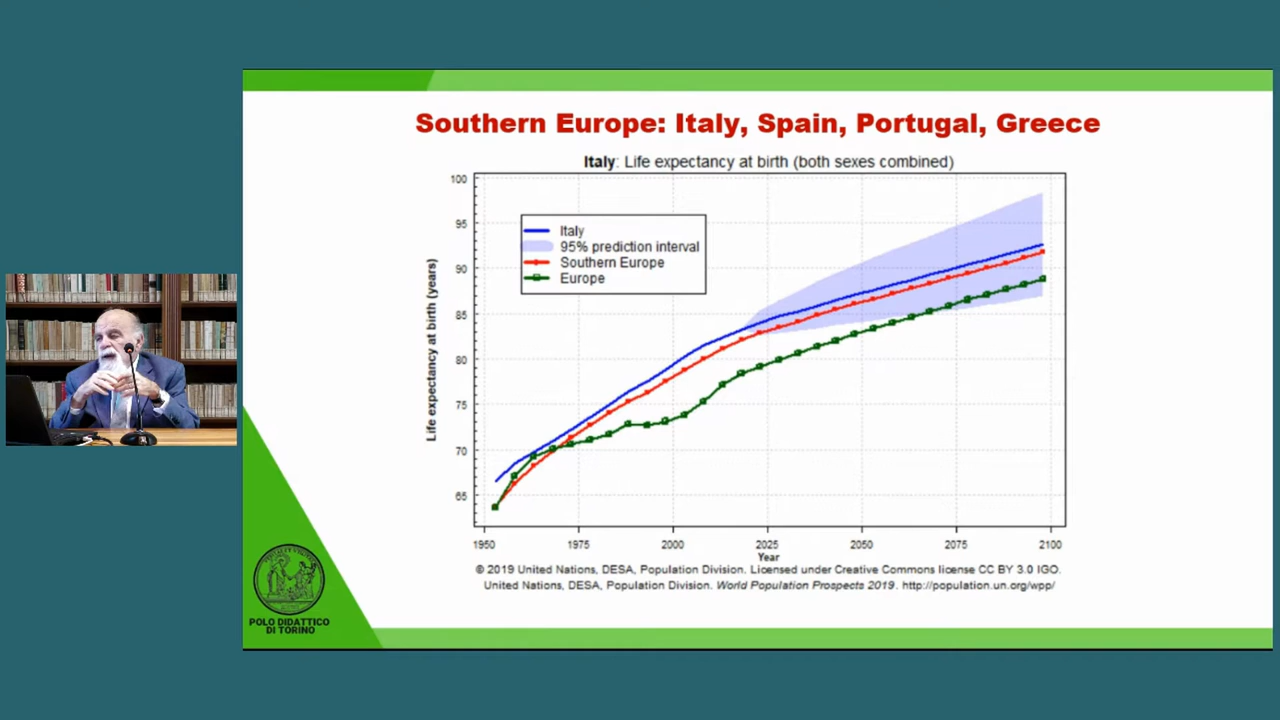 Southern Europe: Italy, Spain, Portugal, Greece
Italy: Life expectancy at birth (both sexes combined)
Life expectancy at birth (years)
100
95
90
85
80
75
70
65
Italy
95% prediction interval
Southern Europe
Europe
1950 1975 2000 2025 2050 2075 2100
Year
© 2019 United Nations, DESA, Population Division. Licensed under Creative Commons license CC BY 3.0 IGO.
United Nations, DESA, Population Division. World Population Prospects 2019. http://population.un.org/wpp/
POLO DIDATTICO
DI TORINO